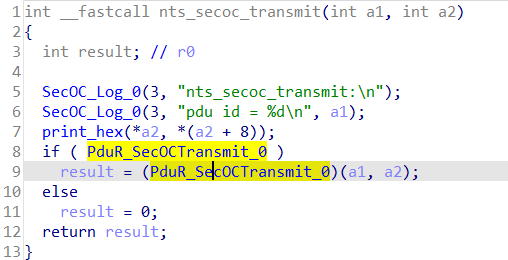 1 int __fastcall nts_secoc_transmit(int a1, int a2)
2 {
3   int result; // r0
4
5   SecOC_Log_0(3, "nts_secoc_transmit:\n");
6   SecOC_Log_0(3, "pdu id = %d\n", a1);
7   print_hex(*a2, *(a2 + 8));
8   if ( PduR_SecOCTransmit_0 )
9     result = (PduR_SecOCTransmit_0)(a1, a2);
10   else
11     result = 0;
12   return result;
13 }